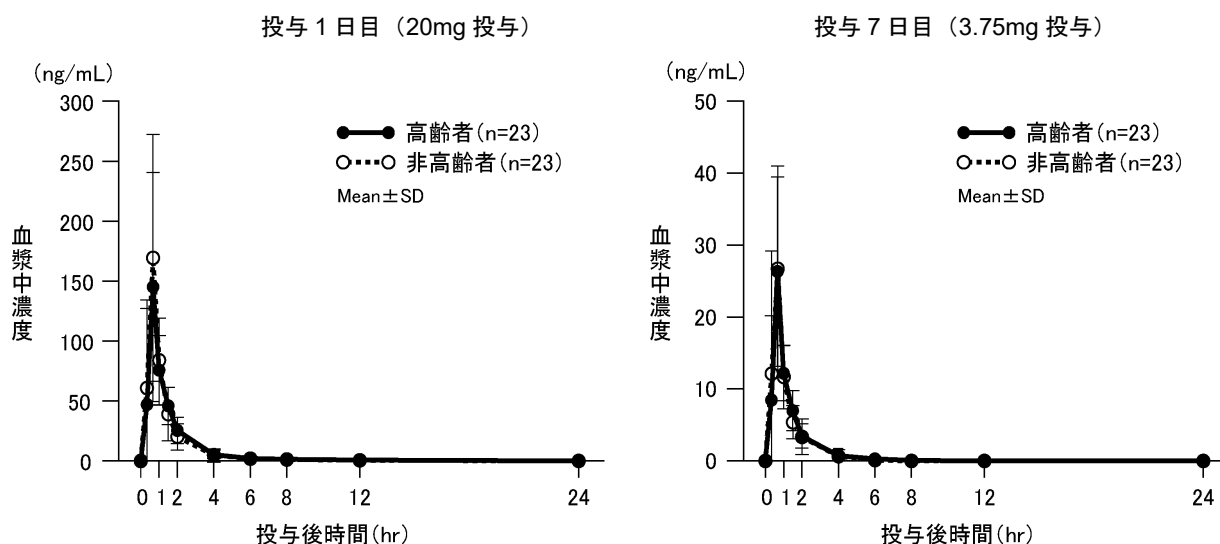 投与 1 日目（20mg 投与）
(ng/mL)
300
250
200
150
100
50
0
血漿中濃度
高齢者(n=23)
非高齢者(n=23)
Mean±SD
0 1 2 4 6 8 12 24
投与後時間(hr)
投与 7 日目（3.75mg 投与）
(ng/mL)
50
40
30
20
10
0
血漿中濃度
高齢者(n=23)
非高齢者(n=23)
Mean±SD
0 1 2 4 6 8 12 24
投与後時間(hr)